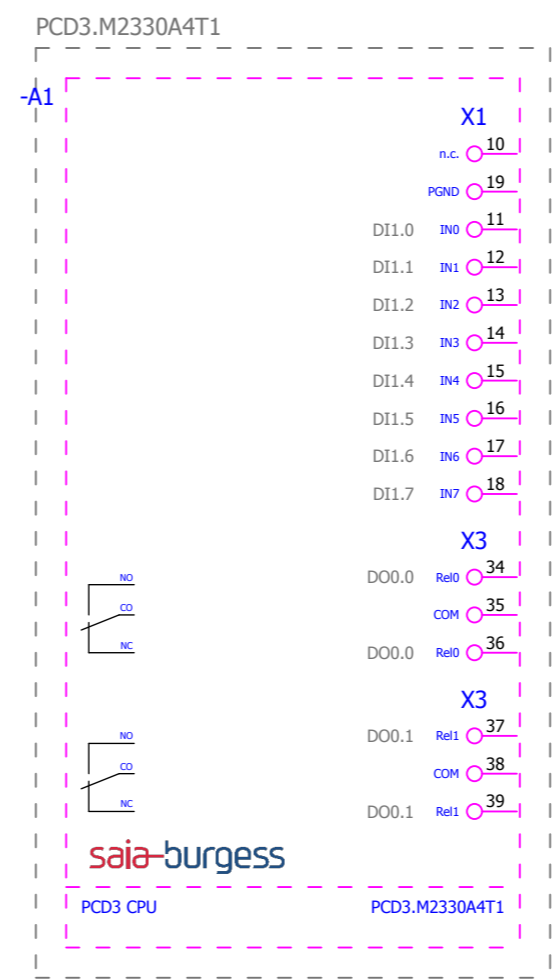 PCD3.M2330A4T1
-A1
X1
n.c. 10
PGND 19
DI1.0 IN0 11
DI1.1 IN1 12
DI1.2 IN2 13
DI1.3 IN3 14
DI1.4 IN4 15
DI1.5 IN5 16
DI1.6 IN6 17
DI1.7 IN7 18
X3
NO DO0.0 Rel0 34
CO COM 35
NC DO0.0 Rel0 36
X3
NO DO0.1 Rel1 37
CO COM 38
NC DO0.1 Rel1 39
saia-burgess
PCD3 CPU PCD3.M2330A4T1